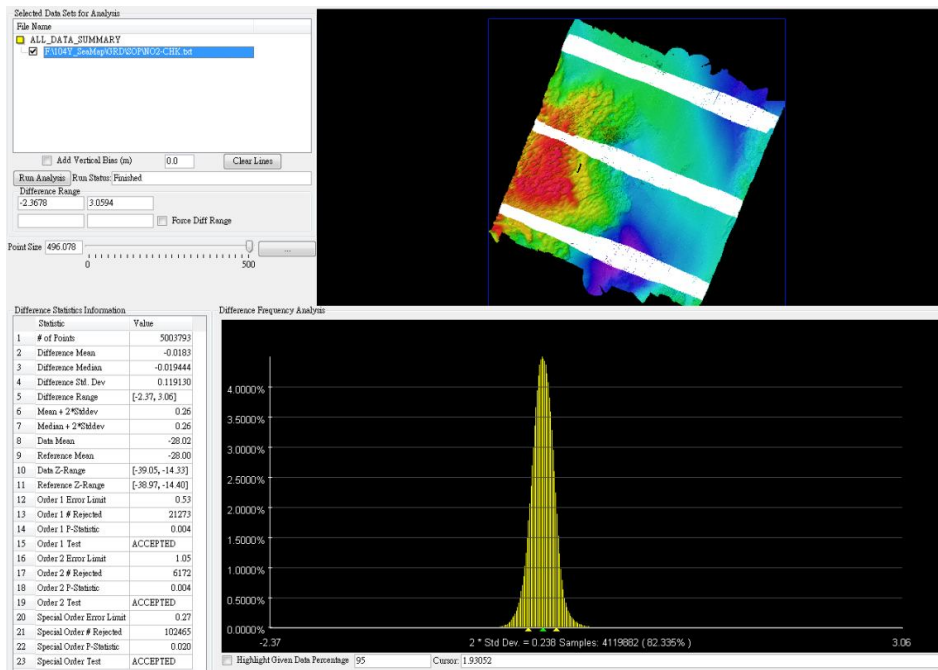 Selected Data Sets for Analysis
File Name
ALL_DATA_SUMMARY
F:\104Y_SeaMap\GRD\SOP\NO2-CHK.txt
Add Vertical Bias (m) 0.0 Clear Lines
Run Analysis Run Status: Finished
Difference Range
-2.3678 3.0594
Force Diff Range
Point Size 496.078 ...
0 500
Difference Statistics Information
Statistic Value
1 # of Points 5003793
2 Difference Mean -0.0183
3 Difference Median -0.019444
4 Difference Std. Dev 0.119130
5 Difference Range [-2.37, 3.06]
6 Mean + 2*Stddev 0.26
7 Median + 2*Stddev 0.26
8 Data Mean -28.02
9 Reference Mean -28.00
10 Data Z-Range [-39.05, -14.33]
11 Reference Z-Range [-38.97, -14.40]
12 Order 1 Error Limit 0.53
13 Order 1 # Rejected 21273
14 Order 1 P-Statistic 0.004
15 Order 1 Test ACCEPTED
16 Order 2 Error Limit 1.05
17 Order 2 # Rejected 6172
18 Order 2 P-Statistic 0.004
19 Order 2 Test ACCEPTED
20 Special Order Error Limit 0.27
21 Special Order # Rejected 102465
22 Special Order P-Statistic 0.020
23 Special Order Test ACCEPTED
Difference Frequency Analysis
4.0000%
3.5000%
3.0000%
2.5000%
2.0000%
1.5000%
1.0000%
0.5000%
0.0000%
-2.37 2 * Std Dev. = 0.238 Samples: 4119882 ( 82.335% ) 3.06
Highlight Given Data Percentage 95 Cursor: 1.93052